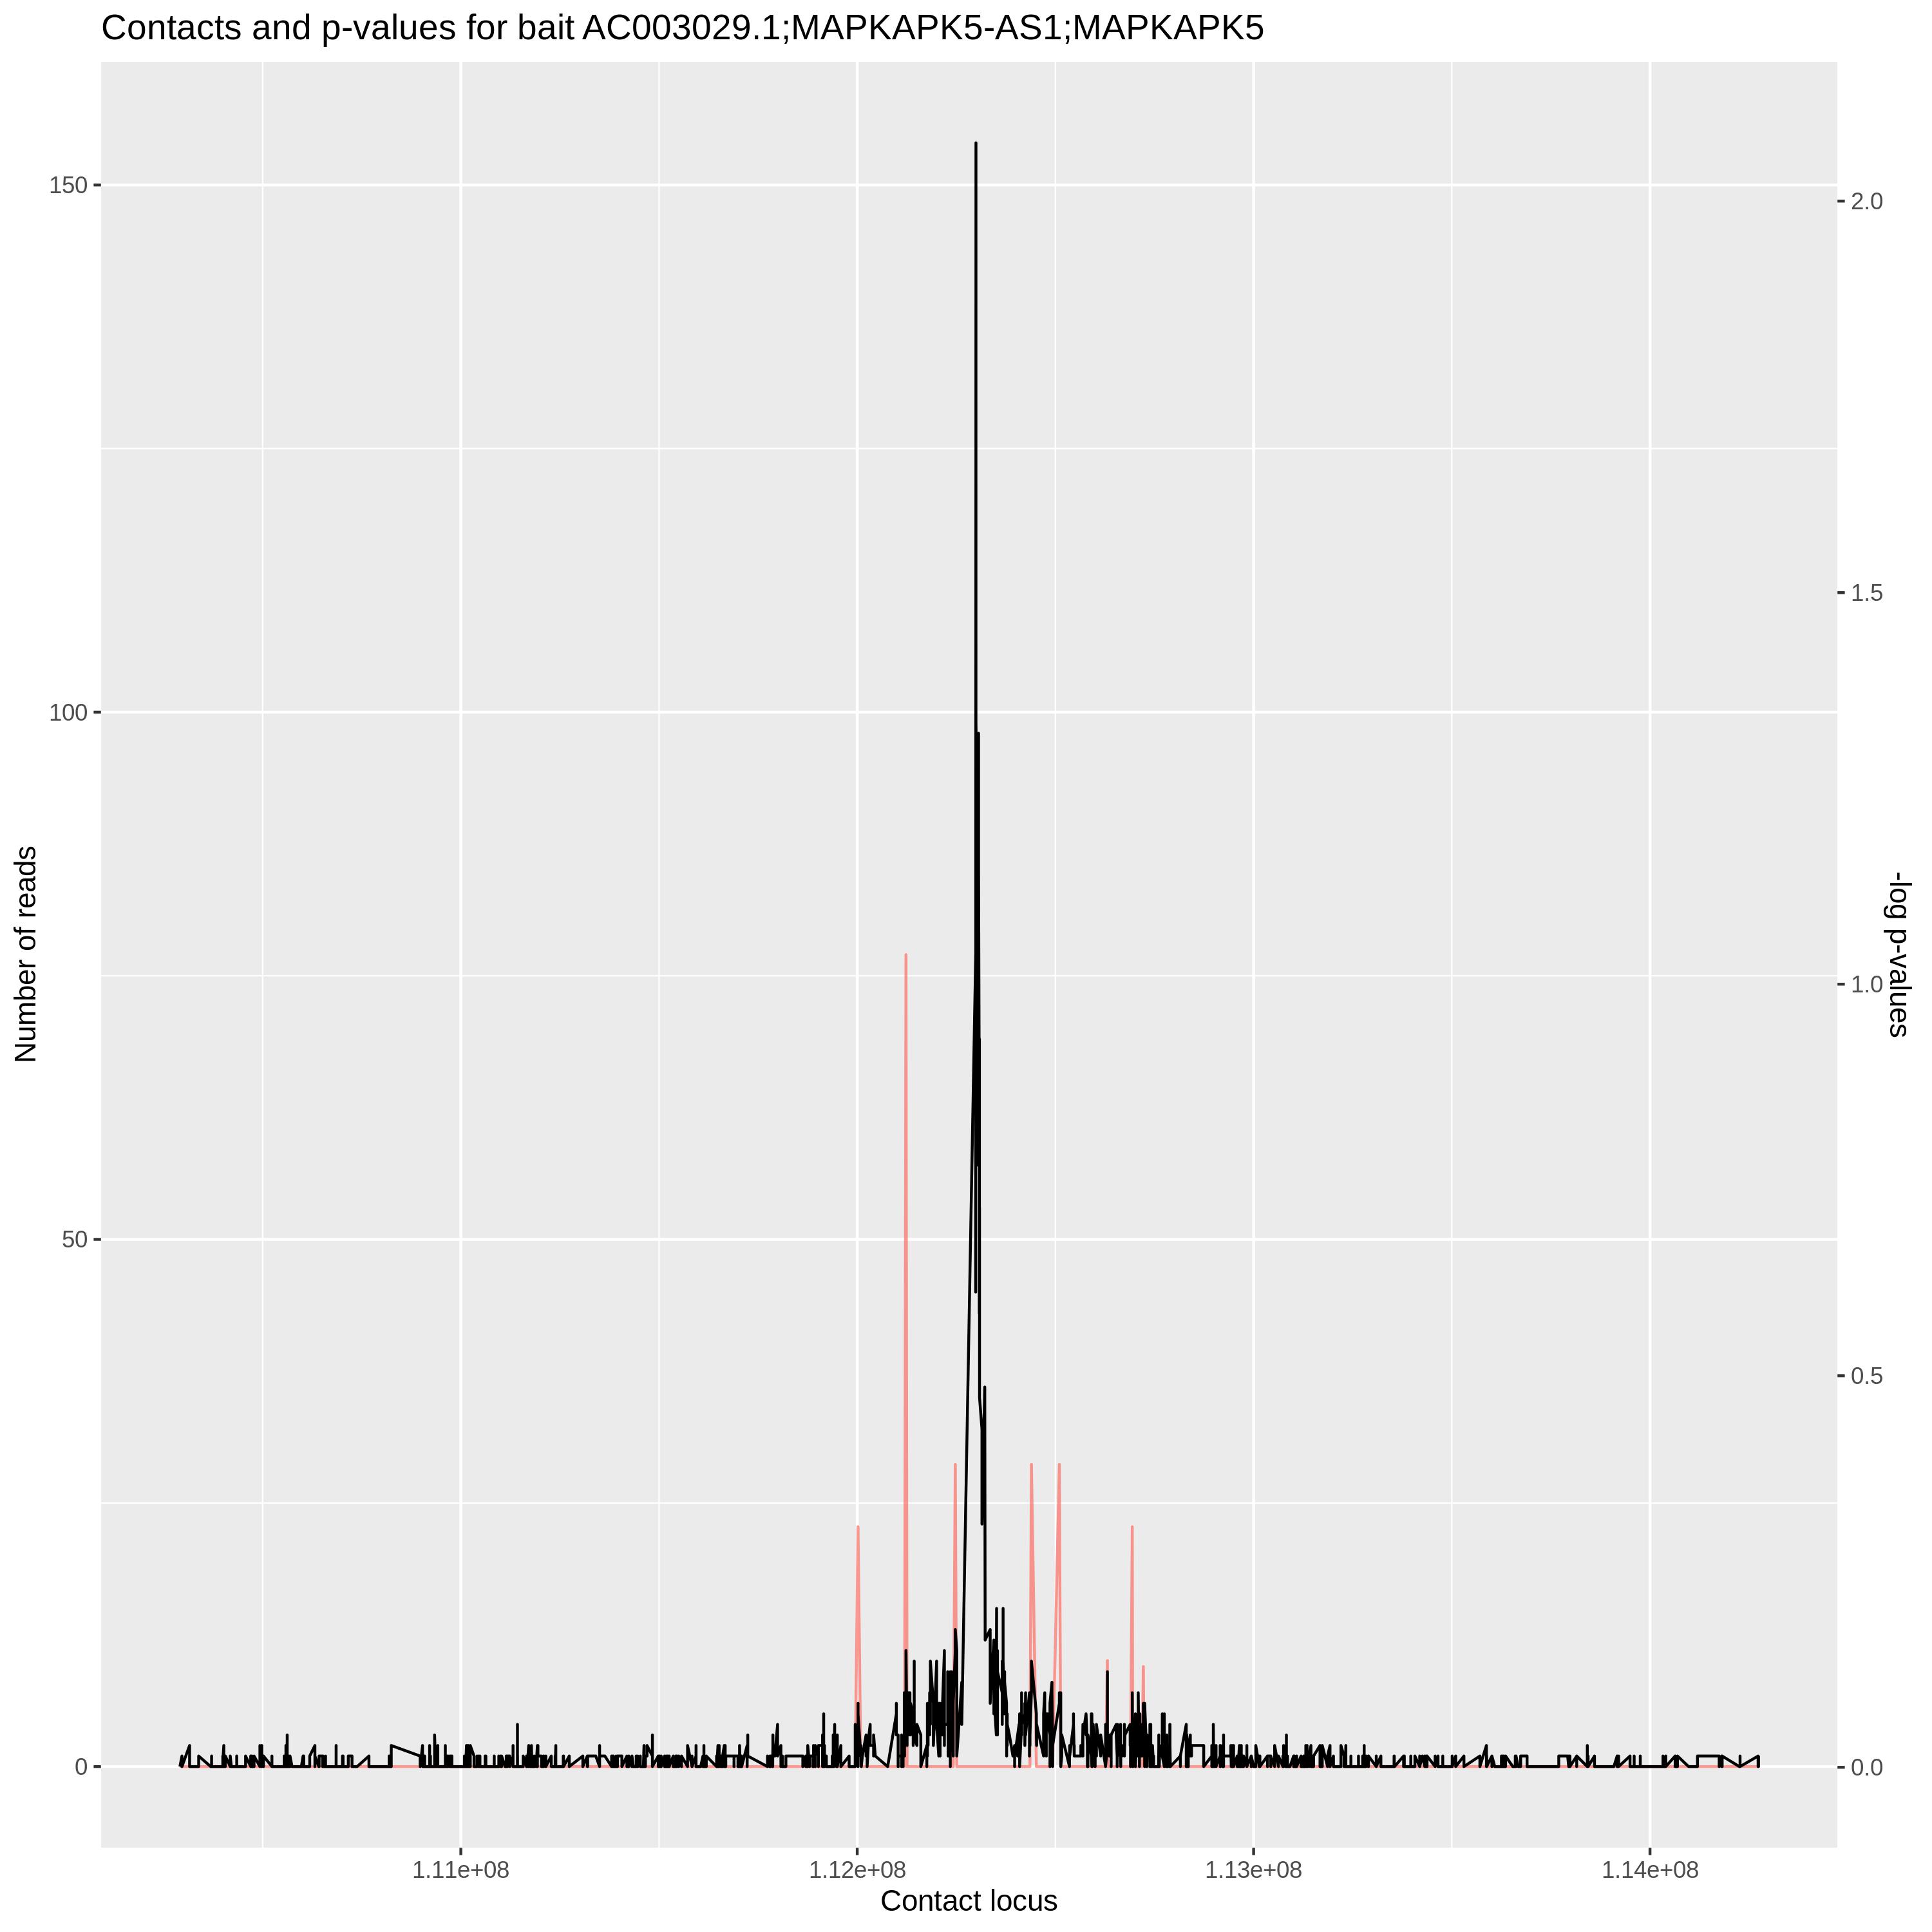 Contacts and p-values for bait AC003029.1;MAPKAPK5-AS1;MAPKAPK5
150
100
50
0
Number of reads
2.0
1.5
1.0
0.5
0.0
-log p-values
1.11e+08
1.12e+08
1.13e+08
1.14e+08
Contact locus